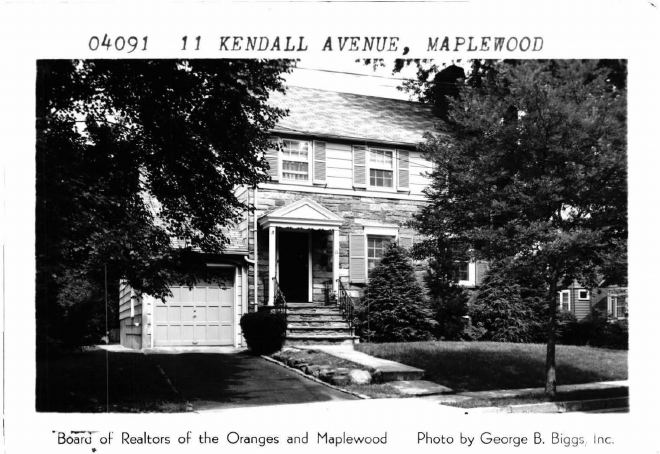 04091 11 KENDALL AVENUE, MAPLEWOOD
Board of Realtors of the Oranges and Maplewood Photo by George B. Biggs, Inc.